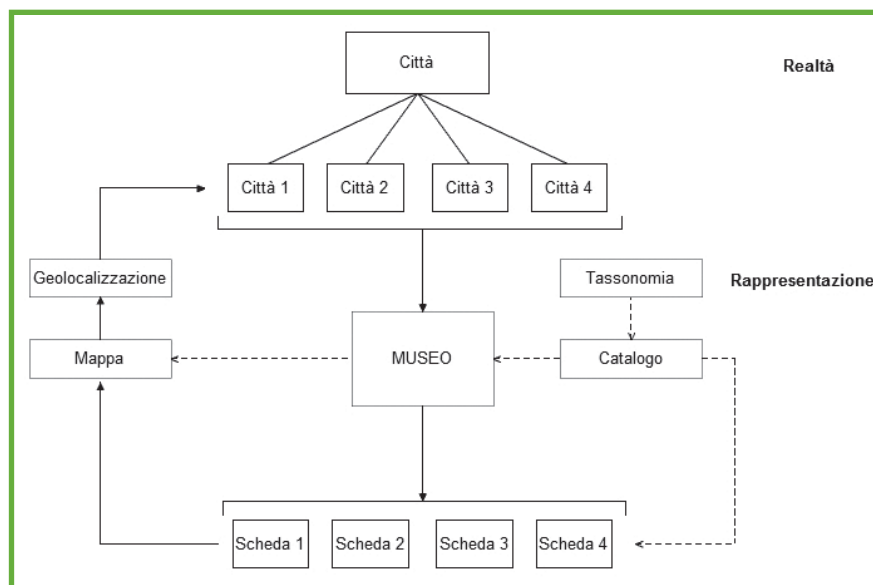 Città
Realtà
Città 1
Città 2
Città 3
Città 4
Geolocalizzazione
Tassonomia
Rappresentazione
Mappa
MUSEO
Catalogo
Scheda 1
Scheda 2
Scheda 3
Scheda 4